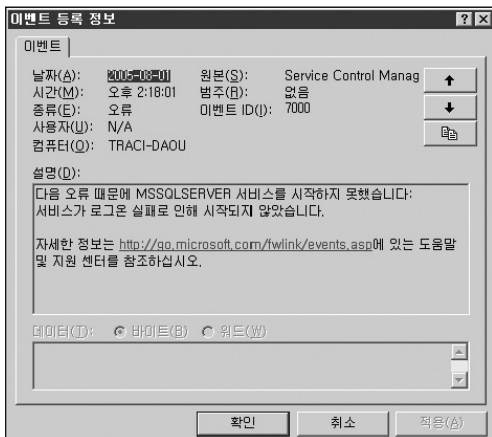 이벤트 등록 정보
이벤트
날짜(A): 2005-08-01 원본(S): Service Control Manag
시간(M): 오후 2:18:01 범주(R): 없음
종류(E): 오류 이벤트 ID(I): 7000
사용자(U): N/A
컴퓨터(O): TRACI-DAOU
설명(D):
다음 오류 때문에 MSSQLSERVER 서비스를 시작하지 못했습니다:
서비스가 로그온 실패로 인해 시작되지 않았습니다.
자세한 정보는 http://go.microsoft.com/fwlink/events.asp에 있는 도움말
및 지원 센터를 참조하십시오.
데이터(T): 바이트(B) 워드(W)
확인 취소 적용(A)